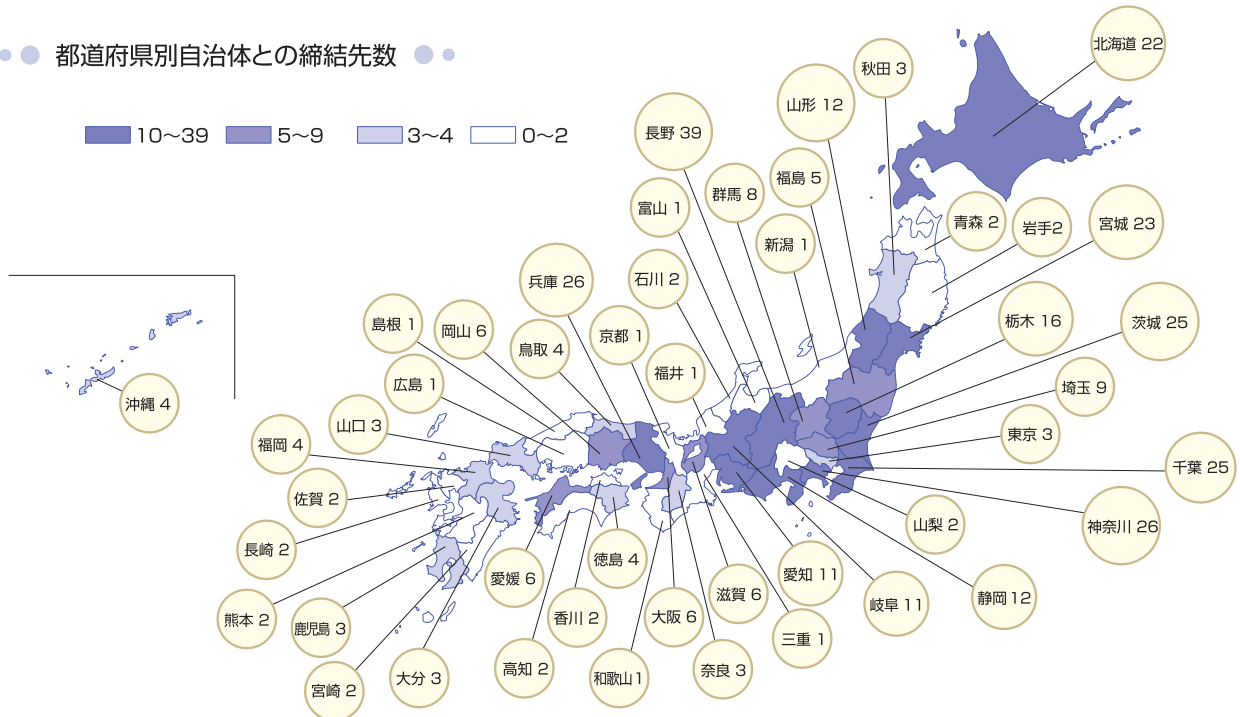 都道府県別自治体との締結先数
10～39
5～9
3～4
0～2
北海道 22
秋田 3
山形 12
長野 39
福島 5
群馬 8
富山 1
新潟 1
青森 2
岩手2
宮城 23
兵庫 26
石川 2
島根 1
岡山 6
鳥取 4
京都 1
福井 1
栃木 16
茨城 25
広島 1
埼玉 9
沖縄 4
山口 3
東京 3
福岡 4
千葉 25
佐賀 2
山梨 2
神奈川 26
長崎 2
愛媛 6
徳島 4
滋賀 6
愛知 11
岐阜 11
静岡 12
熊本 2
鹿児島 3
香川 2
大阪 6
三重 1
宮崎 2
大分 3
高知 2
和歌山 1
奈良 3